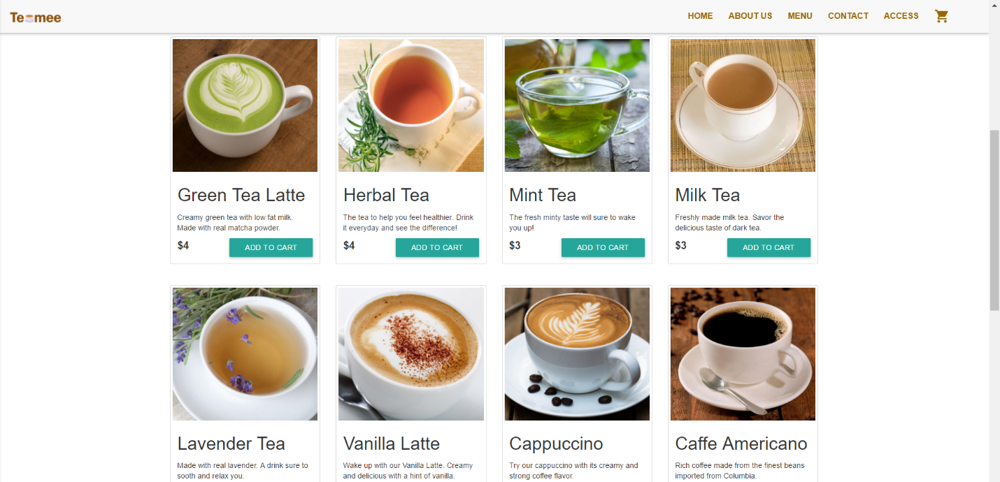 Te mee
HOME ABOUT US MENU CONTACT ACCESS
Green Tea Latte
Creamy green tea with low fat milk.
Made with real matcha powder.
$4 ADD TO CART
Herbal Tea
The tea to help you feel healthier. Drink
it everyday and see the difference!
$4 ADD TO CART
Mint Tea
The fresh minty taste will sure to wake
you up!
$3 ADD TO CART
Milk Tea
Freshly made milk tea. Savor the
delicious taste of dark tea.
$3 ADD TO CART
Lavender Tea
Made with real lavender. A drink sure to
sooth and relax you.
Vanilla Latte
Wake up with our Vanilla Latte. Creamy
and delicious with a hint of vanilla.
Cappuccino
Try our cappuccino with its creamy and
strong coffee flavor.
Caffe Americano
Rich coffee made from the finest beans
imported from Columbia.